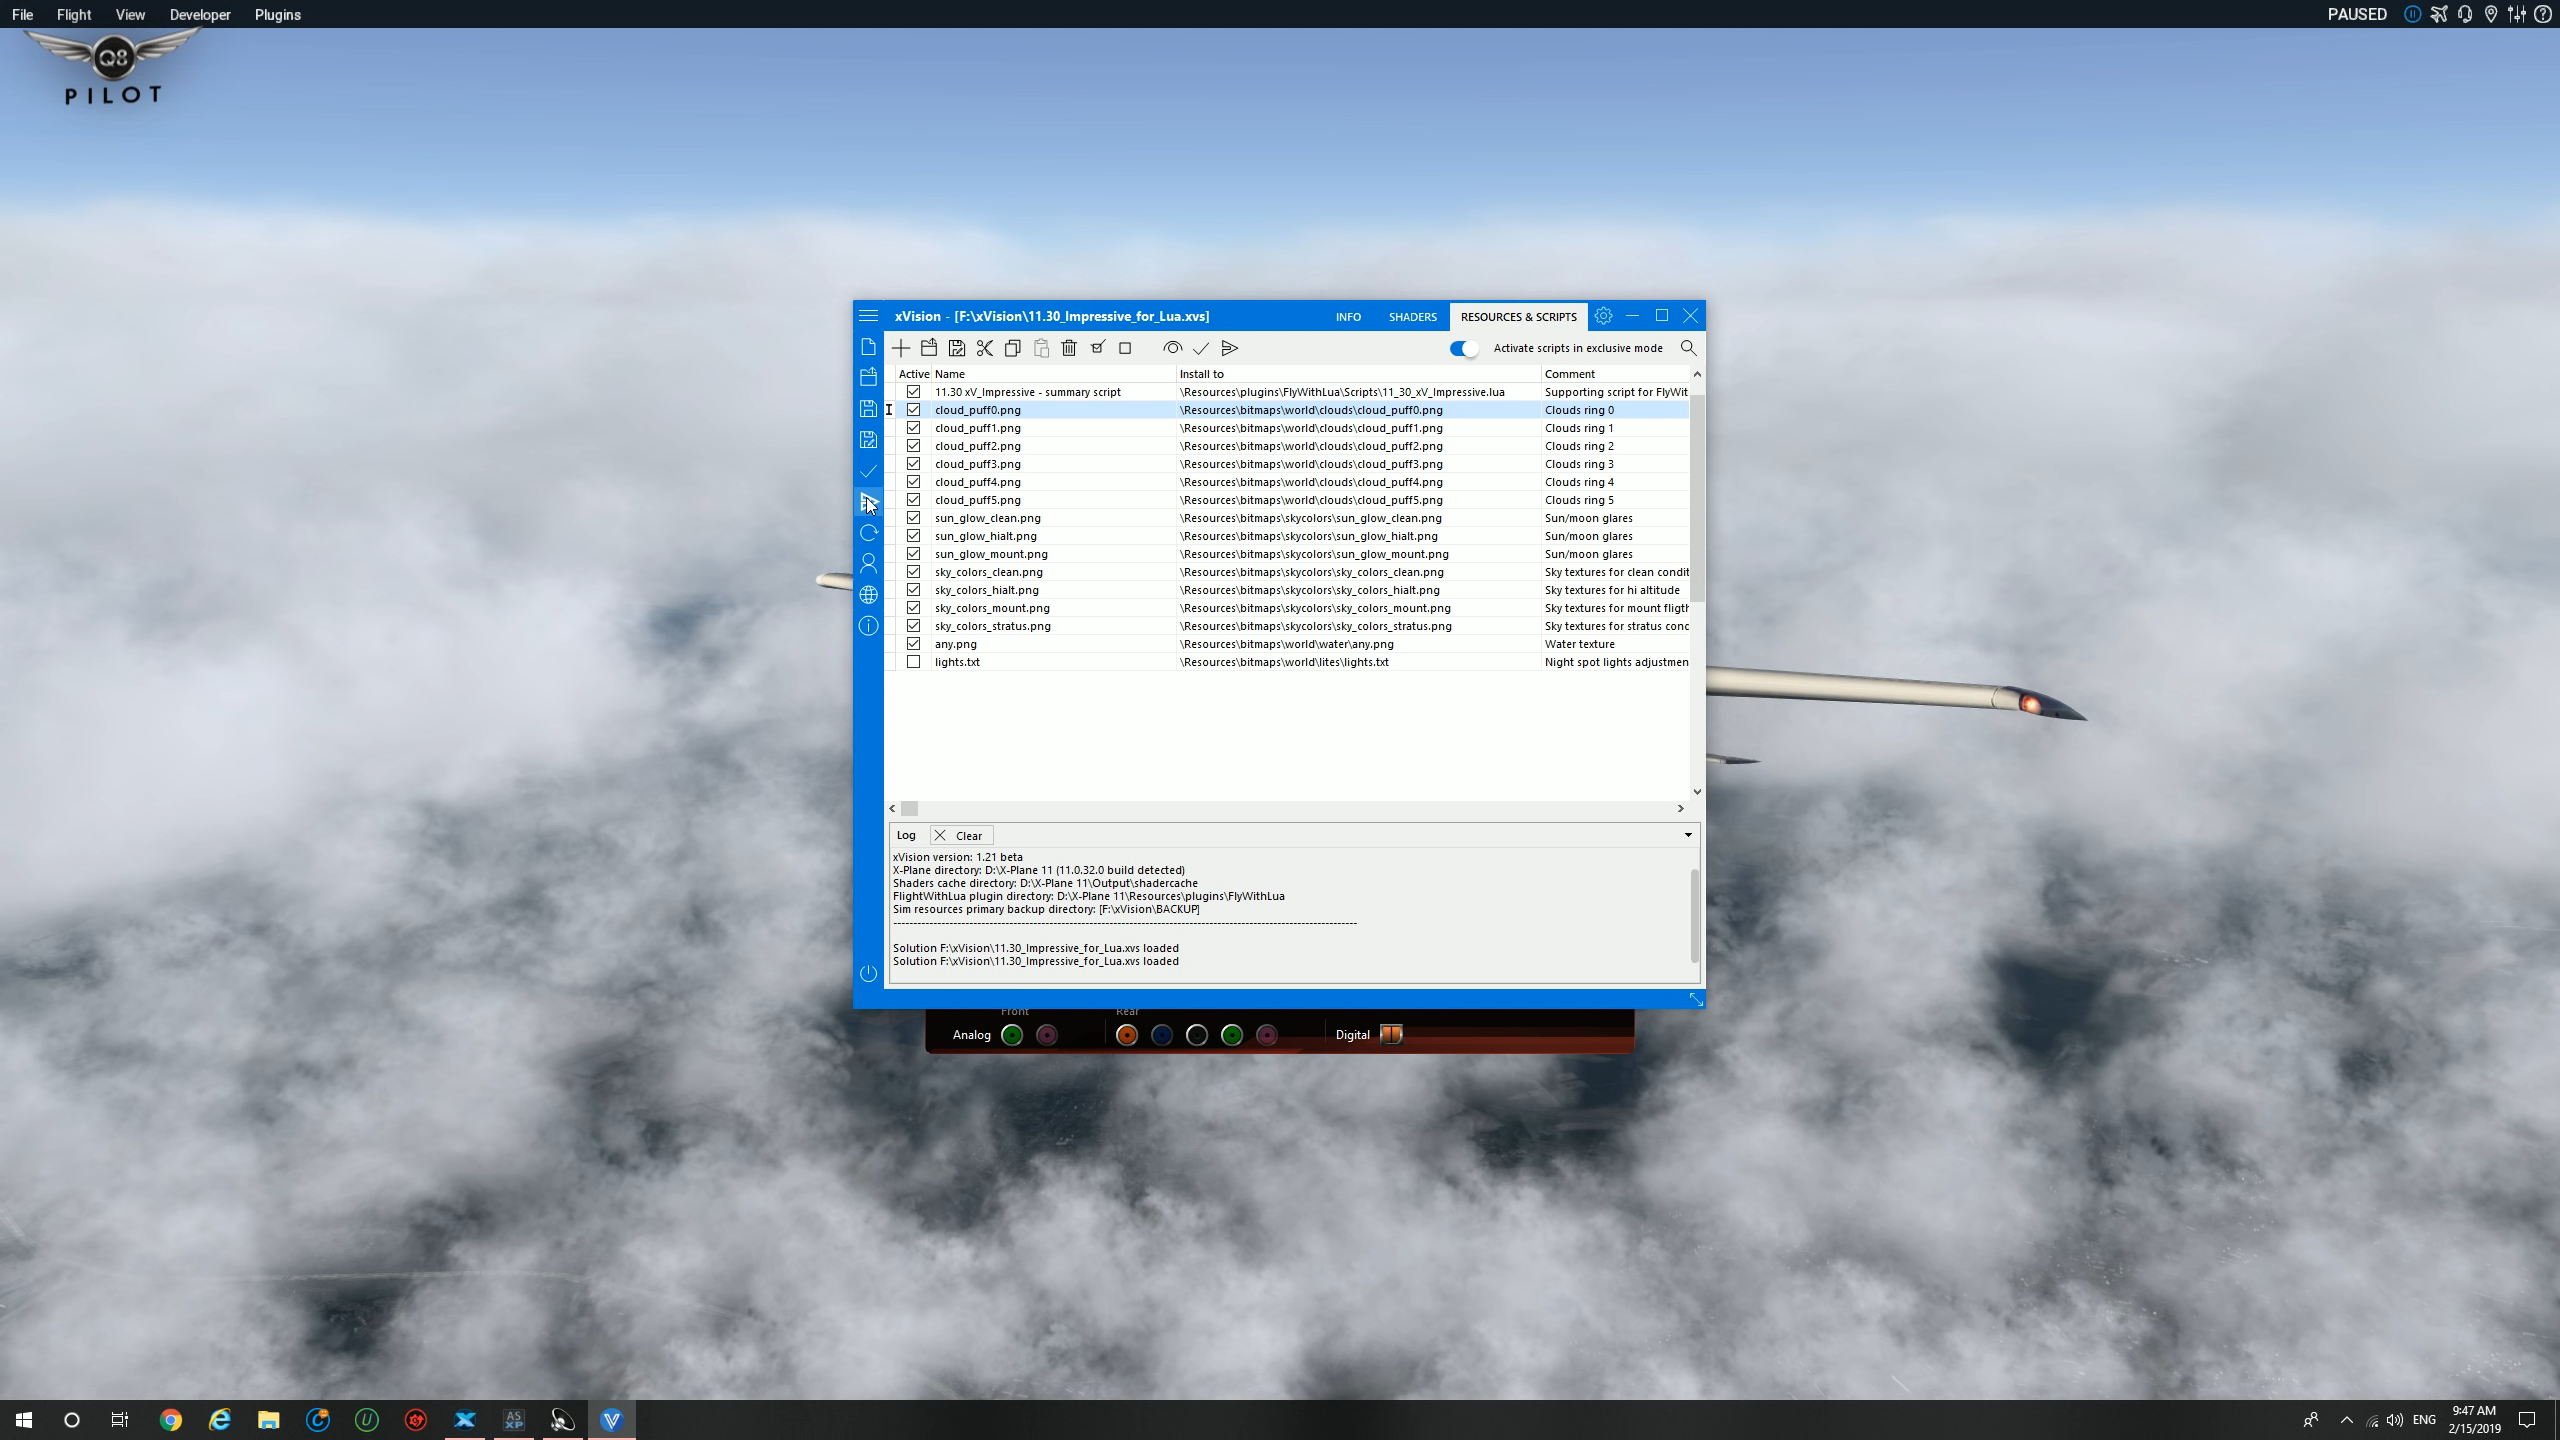 File Flight View Developer Plugins PAUSED
Q8
PILOT
xVision - [F:\xVision\11.30_Impressive_for_Lua.xvs] INFO SHADERS RESOURCES & SCRIPTS
Activate scripts in exclusive mode
Active Name Install to Comment
11.30 xV_Impressive - summary script \Resources\plugins\FlyWithLua\Scripts\11_30_xV_Impressive.lua Supporting script for FlyWit
cloud_puff0.png \Resources\bitmaps\world\clouds\cloud_puff0.png Clouds ring 0
cloud_puff1.png \Resources\bitmaps\world\clouds\cloud_puff1.png Clouds ring 1
cloud_puff2.png \Resources\bitmaps\world\clouds\cloud_puff2.png Clouds ring 2
cloud_puff3.png \Resources\bitmaps\world\clouds\cloud_puff3.png Clouds ring 3
cloud_puff4.png \Resources\bitmaps\world\clouds\cloud_puff4.png Clouds ring 4
cloud_puff5.png \Resources\bitmaps\world\clouds\cloud_puff5.png Clouds ring 5
sun_glow_clean.png \Resources\bitmaps\skycolors\sun_glow_clean.png Sun/moon glares
sun_glow_hialt.png \Resources\bitmaps\skycolors\sun_glow_hialt.png Sun/moon glares
sun_glow_mount.png \Resources\bitmaps\skycolors\sun_glow_mount.png Sun/moon glares
sky_colors_clean.png \Resources\bitmaps\skycolors\sky_colors_clean.png Sky textures for clean condit
sky_colors_hialt.png \Resources\bitmaps\skycolors\sky_colors_hialt.png Sky textures for hi altitude
sky_colors_mount.png \Resources\bitmaps\skycolors\sky_colors_mount.png Sky textures for mount fligth
sky_colors_stratus.png \Resources\bitmaps\skycolors\sky_colors_stratus.png Sky textures for stratus conc
any.png \Resources\bitmaps\world\water\any.png Water texture
lights.txt \Resources\bitmaps\world\lites\lights.txt Night spot lights adjustmen
Log Clear
xVision version: 1.21 beta
X-Plane directory: D:\X-Plane 11 (11.0.32.0 build detected)
Shaders cache directory: D:\X-Plane 11\Output\shadercache
FlightWithLua plugin directory: D:\X-Plane 11\Resources\plugins\FlyWithLua
Sim resources primary backup directory: [F:\xVision\BACKUP]
Solution F:\xVision\11.30_Impressive_for_Lua.xvs loaded
Solution F:\xVision\11.30_Impressive_for_Lua.xvs loaded
Front Rear
Analog Digital
AS XP
ENG 9:47 AM
2/15/2019